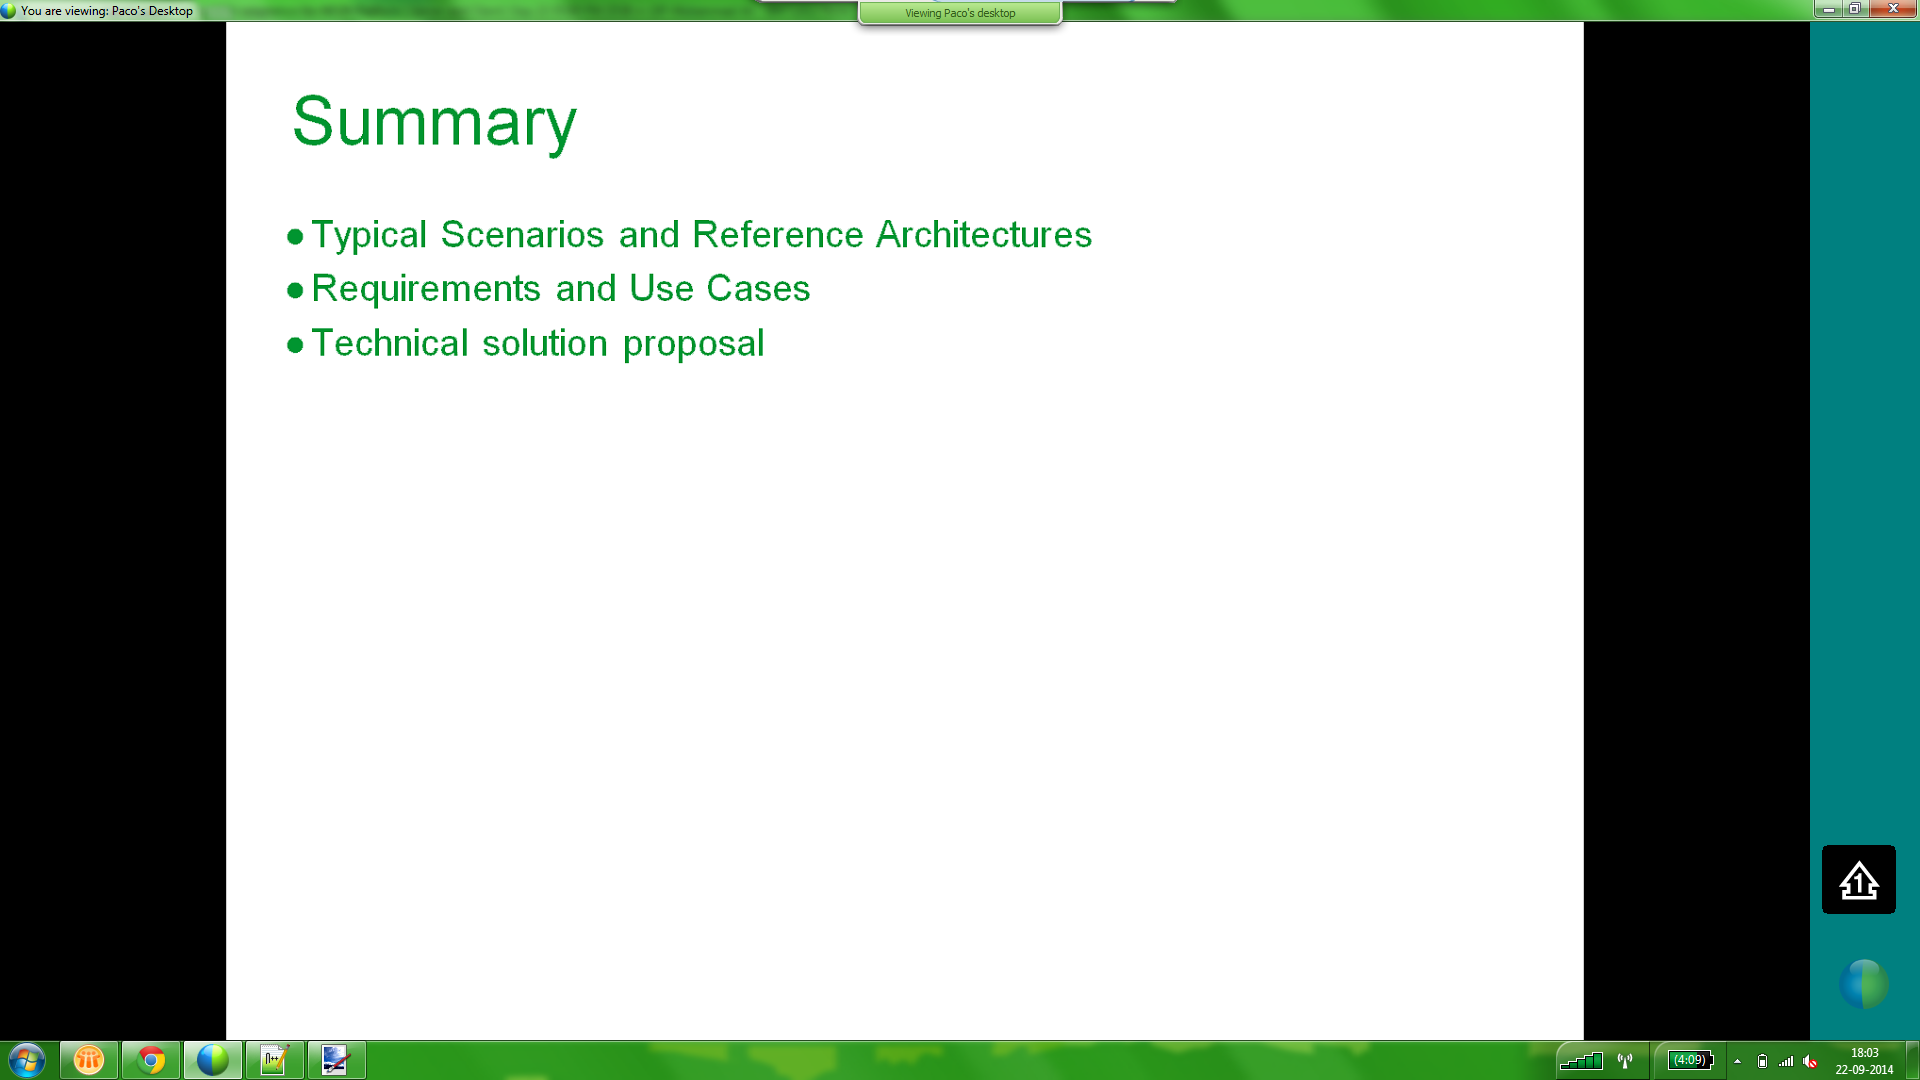 You are viewing: Paco's Desktop
Viewing Paco's desktop
Summary
● Typical Scenarios and Reference Architectures
● Requirements and Use Cases
● Technical solution proposal
1
n++
(4:09)
18:03
22-09-2014